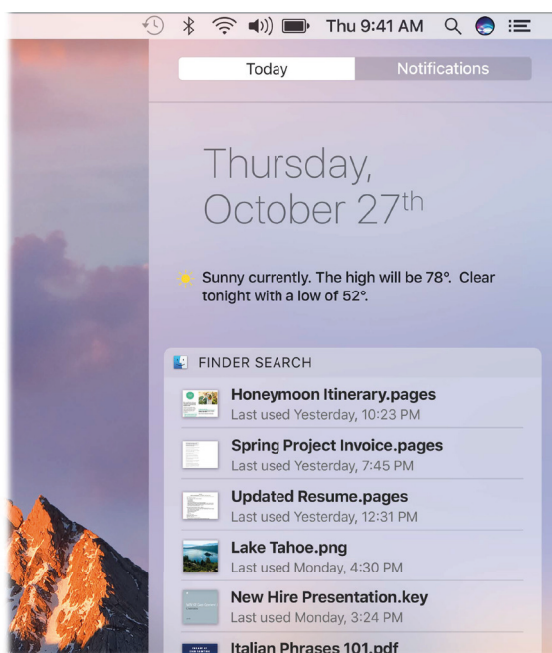 Thu 9:41 AM
Today Notifications
Thursday,
October 27th
Sunny currently. The high will be 78°. Clear
tonight with a low of 52°.
FINDER SEARCH
Honeymoon Itinerary.pages
Last used Yesterday, 10:23 PM
Spring Project Invoice.pages
Last used Yesterday, 7:45 PM
Updated Resume.pages
Last used Yesterday, 12:31 PM
Lake Tahoe.png
Last used Monday, 4:30 PM
New Hire Presentation.key
Last used Monday, 3:24 PM
Italian Phrases 101.pdf